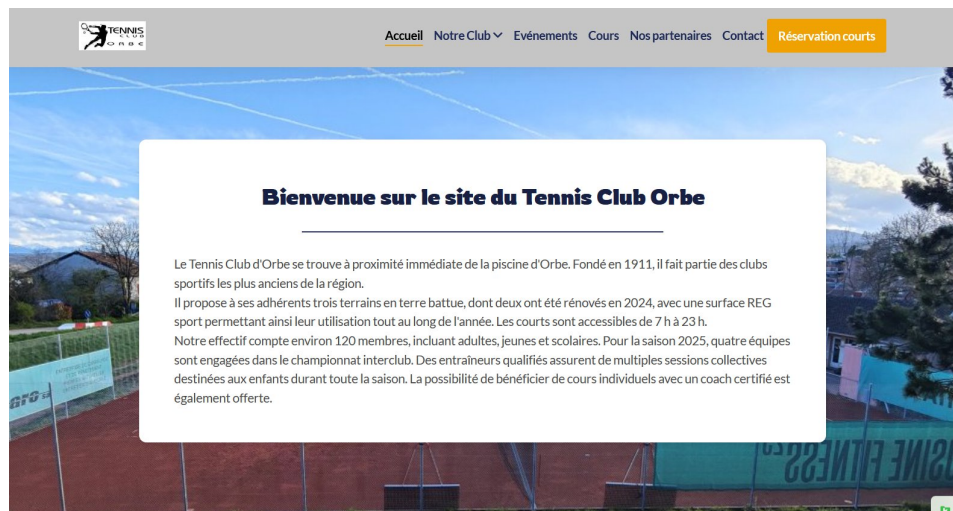 TENNIS
CLUB
ORBE
Accueil Notre Club Evénements Cours Nos partenaires Contact Réservation courts
Bienvenue sur le site du Tennis Club Orbe
Le Tennis Club d'Orbe se trouve à proximité immédiate de la piscine d'Orbe. Fondé en 1911, il fait partie des clubs
sportifs les plus anciens de la région.
Il propose à ses adhérents trois terrains en terre battue, dont deux ont été rénovés en 2024, avec une surface REG
sport permettant ainsi leur utilisation tout au long de l'année. Les courts sont accessibles de 7 h à 23 h.
Notre effectif compte environ 120 membres, incluant adultes, jeunes et scolaires. Pour la saison 2025, quatre équipes
sont engagées dans le championnat interclub. Des entraîneurs qualifiés assurent de multiples sessions collectives
destinées aux enfants durant toute la saison. La possibilité de bénéficier de cours individuels avec un coach certifié est
également offerte.
FITNESS